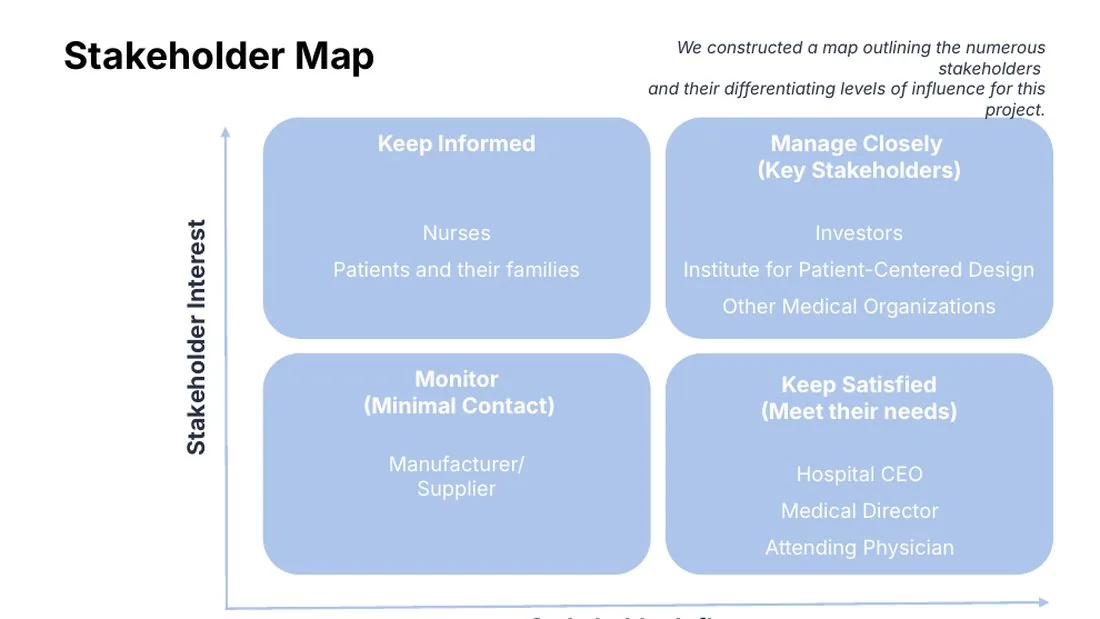 Stakeholder Map
We constructed a map outlining the numerous
stakeholders
and their differentiating levels of influence for this
project.
Stakeholder Interest
Keep Informed
Nurses
Patients and their families
Manage Closely
(Key Stakeholders)
Investors
Institute for Patient-Centered Design
Other Medical Organizations
Monitor
(Minimal Contact)
Manufacturer/
Supplier
Keep Satisfied
(Meet their needs)
Hospital CEO
Medical Director
Attending Physician